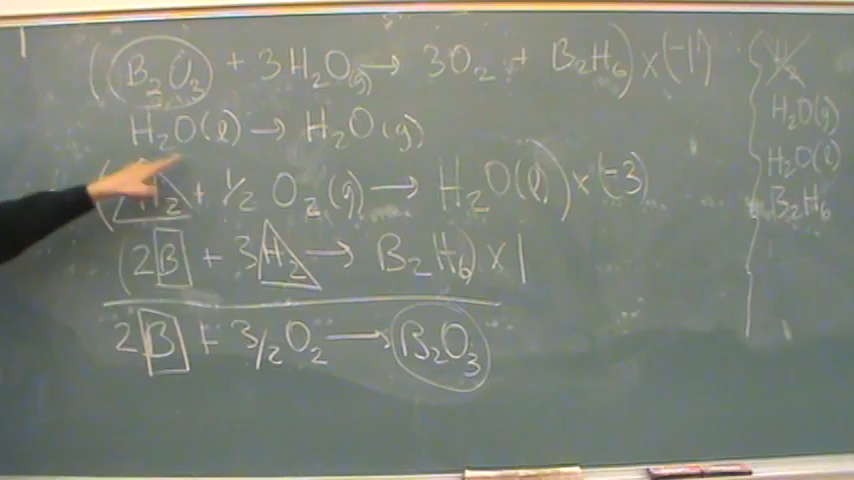 (B₂O₃ + 3H₂O(g) → 3O₂ + B₂H₆) × (-1)
H₂O(l) → H₂O(g)
(H₂ + 1/2 O₂(g) → H₂O(l)) × (-3)
(2B + 3H₂ → B₂H₆) × 1
2B + 3/2 O₂ → B₂O₃
H₂O(g)
H₂O(l)
B₂H₆